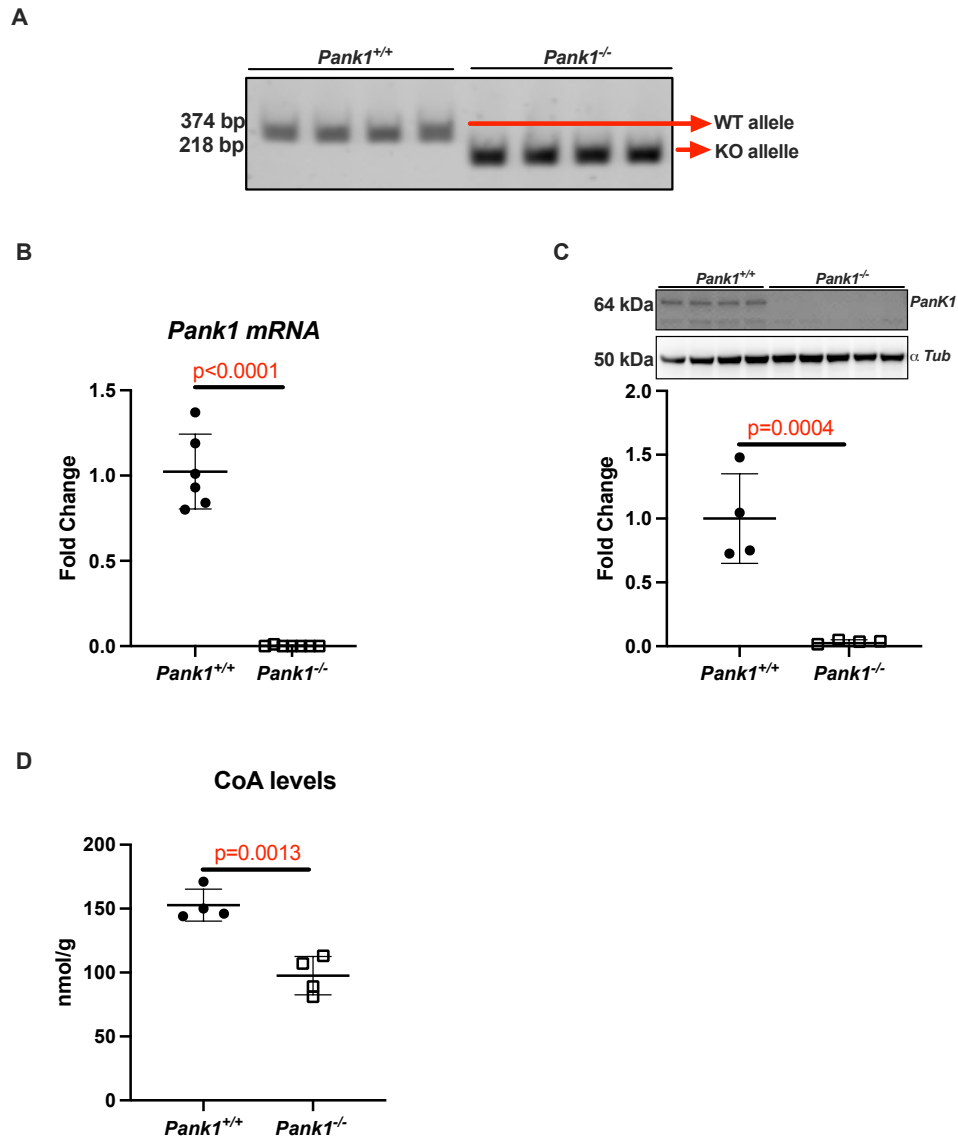 A
Pank1+/+ Pank1-/-
374 bp
218 bp
WT allele
KO allelle
B
Pank1 mRNA
p<0.0001
1.5
1.0
0.5
0.0
Fold Change
Pank1+/+ Pank1-/-
C
Pank1+/+ Pank1-/-
64 kDa PanK1
50 kDa α Tub
p=0.0004
2.0
1.5
1.0
0.5
0.0
Fold Change
Pank1+/+ Pank1-/-
D
CoA levels
p=0.0013
200
150
100
50
0
nmol/g
Pank1+/+ Pank1-/-